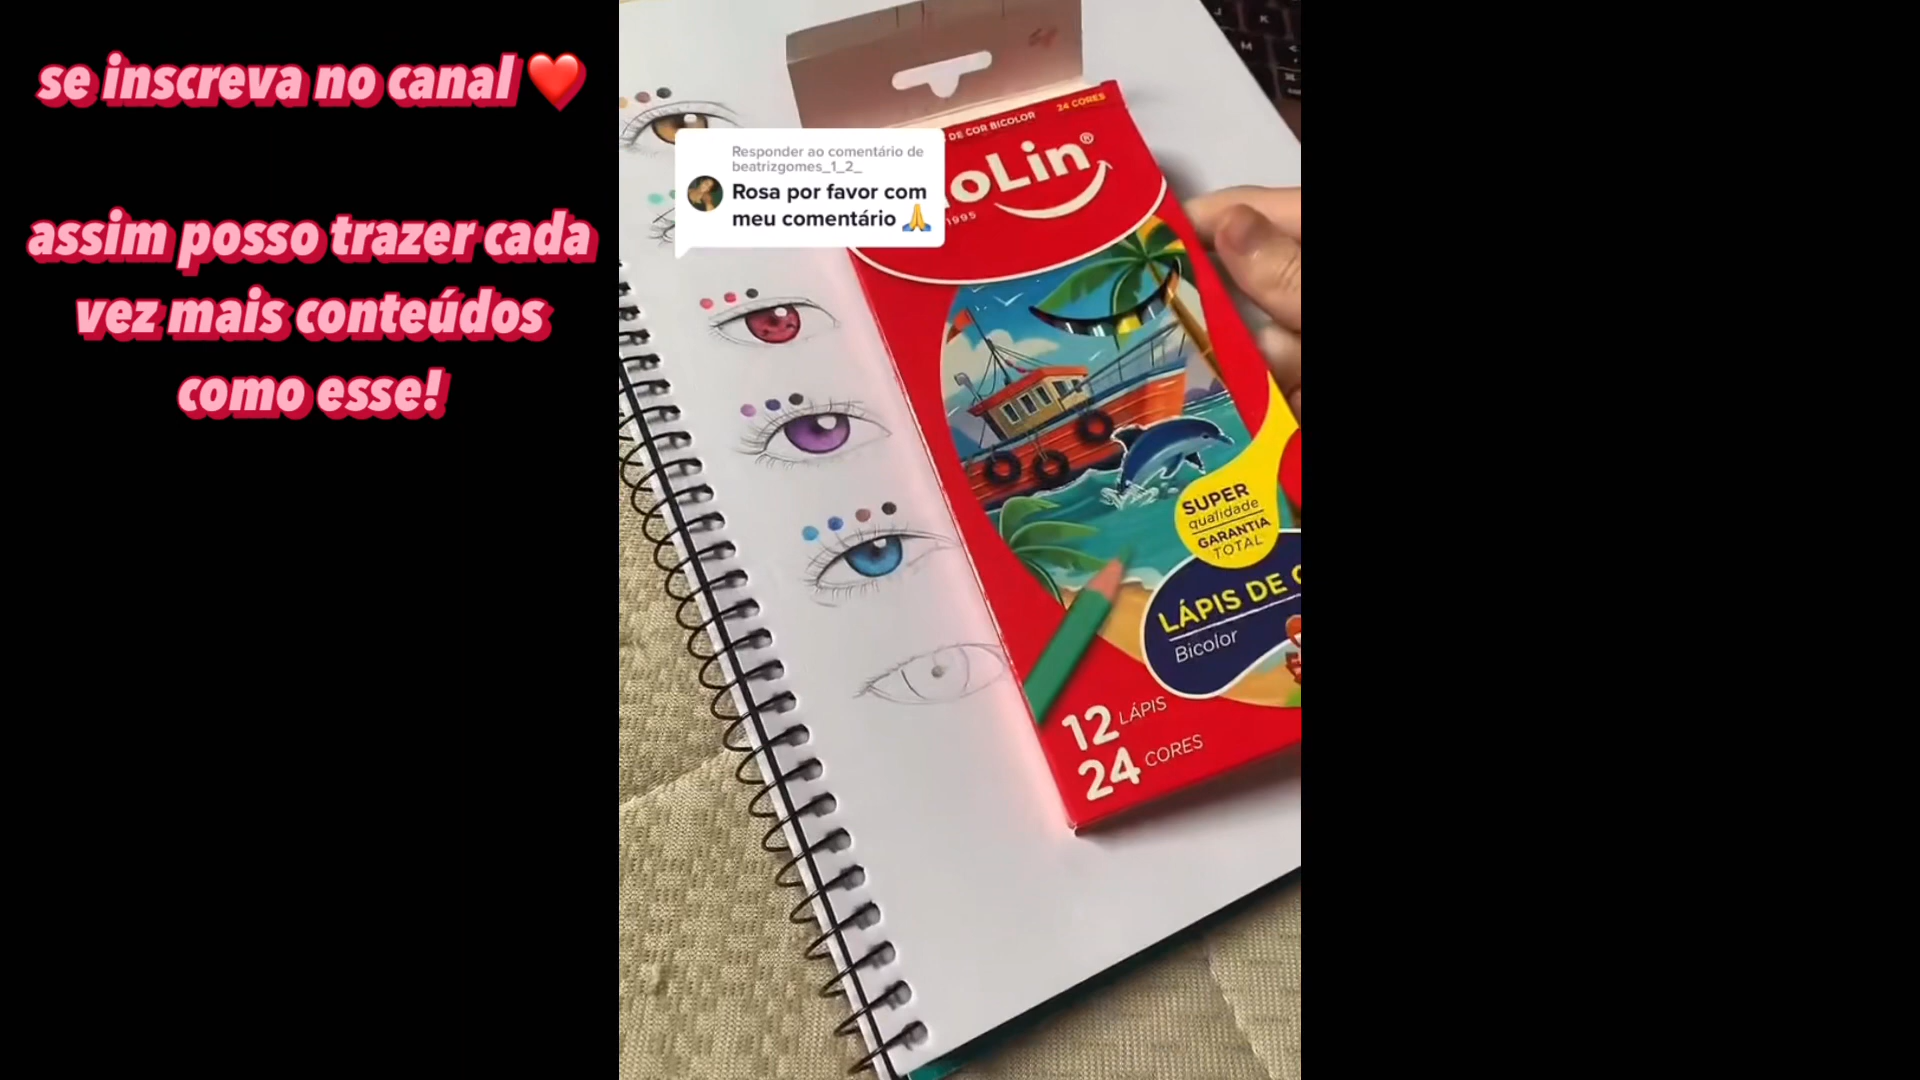 se inscreva no canal ❤️
assim posso trazer cada
vez mais conteúdos
como esse!
Responder ao comentário de
beatrizgomes_1_2_
Rosa por favor com
meu comentário 🙏
24 CORES
DE COR BICOLOR
oLin®
1995
SUPER
qualidade
GARANTIA
TOTAL
LÁPIS DE
Bicolor
12 LÁPIS
24 CORES